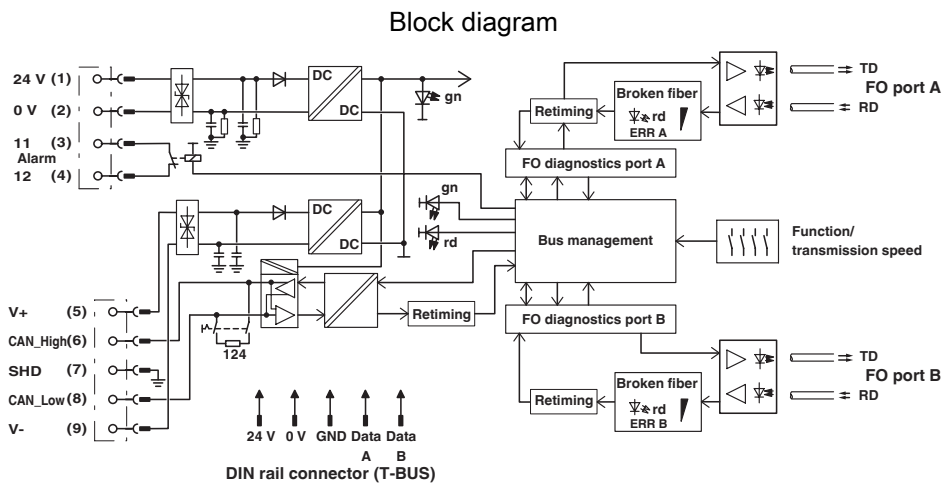 Block diagram
24 V (1)
0 V (2)
11 (3)
Alarm
12 (4)
DC
DC
gn
DC
DC
gn
rd
V+ (5)
CAN_High(6)
SHD (7)
CAN_Low (8)
V- (9)
124
Retiming
24 V 0 V GND Data Data
A B
DIN rail connector (T-BUS)
Retiming
Broken fiber
rd
ERR A
TD
FO port A
RD
FO diagnostics port A
Bus management
Function/
transmission speed
FO diagnostics port B
Retiming
Broken fiber
rd
ERR B
TD
FO port B
RD